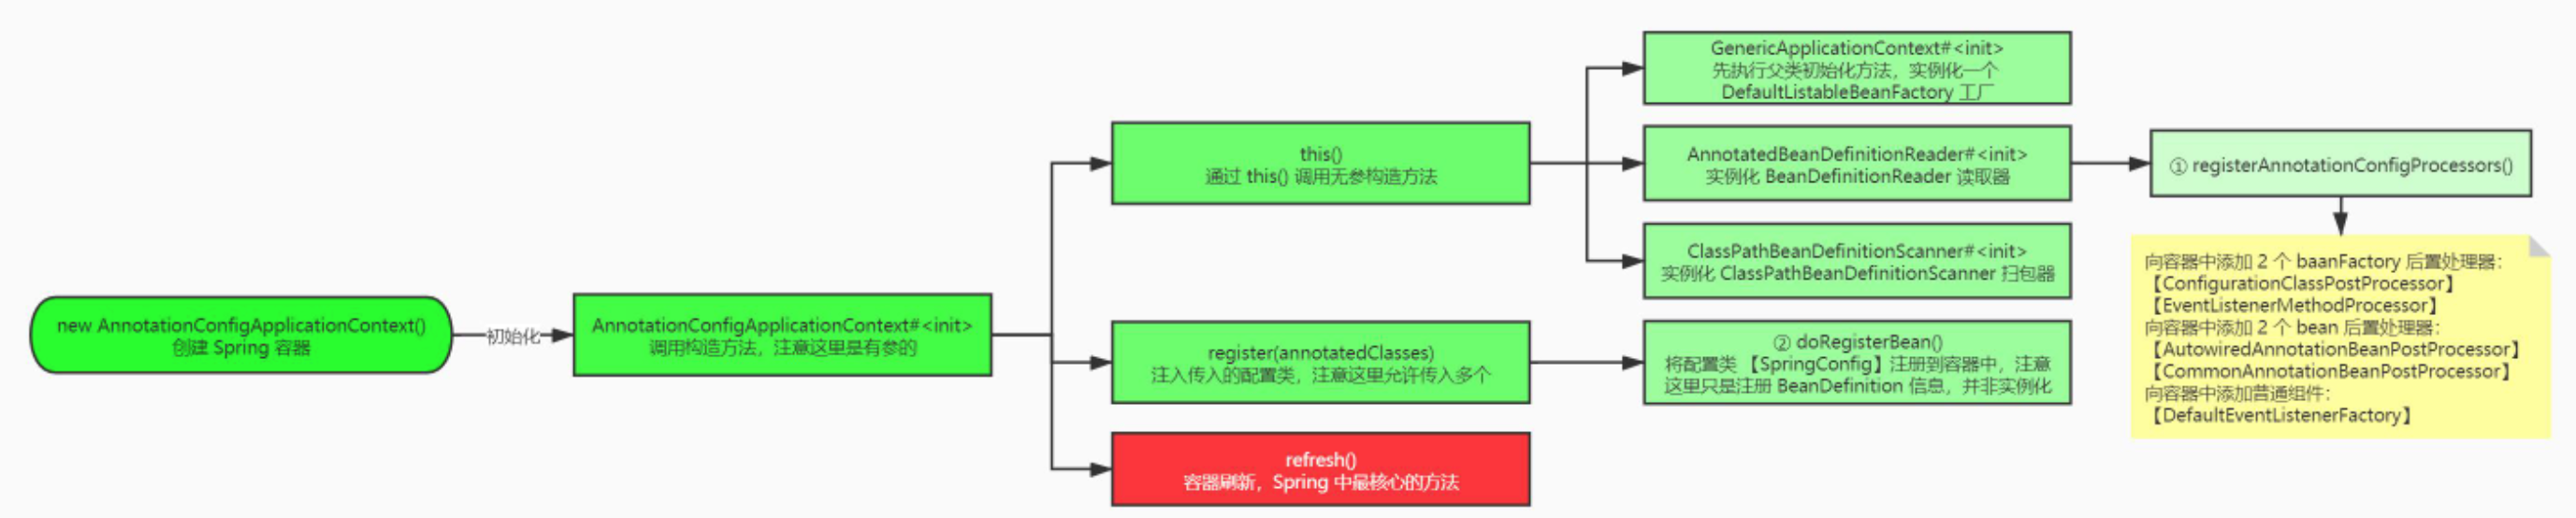 new AnnotationConfigApplicationContext()
创建 Spring 容器
初始化
AnnotationConfigApplicationContext#<init>
调用构造方法，注意这里是有参的
this()
通过 this() 调用无参构造方法
GenericApplicationContext#<init>
先执行父类初始化方法，实例化一个
DefaultListableBeanFactory 工厂
AnnotatedBeanDefinitionReader#<init>
实例化 BeanDefinitionReader 读取器
① registerAnnotationConfigProcessors()
向容器中添加 2 个 baanFactory 后置处理器：
【ConfigurationClassPostProcessor】
【EventListenerMethodProcessor】
向容器中添加 2 个 bean 后置处理器：
【AutowiredAnnotationBeanPostProcessor】
【CommonAnnotationBeanPostProcessor】
向容器中添加普通组件：
【DefaultEventListenerFactory】
ClassPathBeanDefinitionScanner#<init>
实例化 ClassPathBeanDefinitionScanner 扫包器
register(annotatedClasses)
注入传入的配置类，注意这里允许传入多个
② doRegisterBean()
将配置类 【SpringConfig】注册到容器中，注意
这里只是注册 BeanDefinition 信息，并非实例化
refresh()
容器刷新，Spring 中最核心的方法